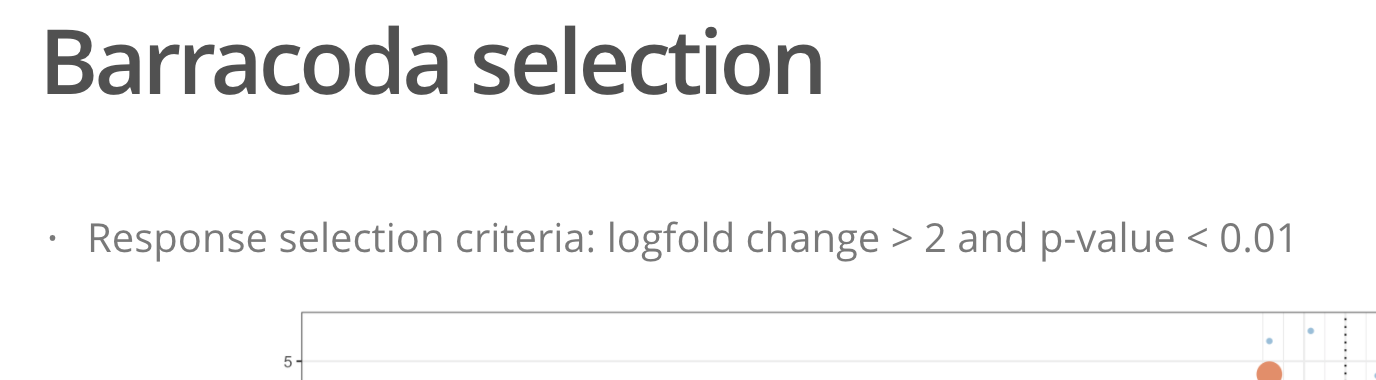 Barracoda selection
· Response selection criteria: logfold change > 2 and p-value < 0.01
5